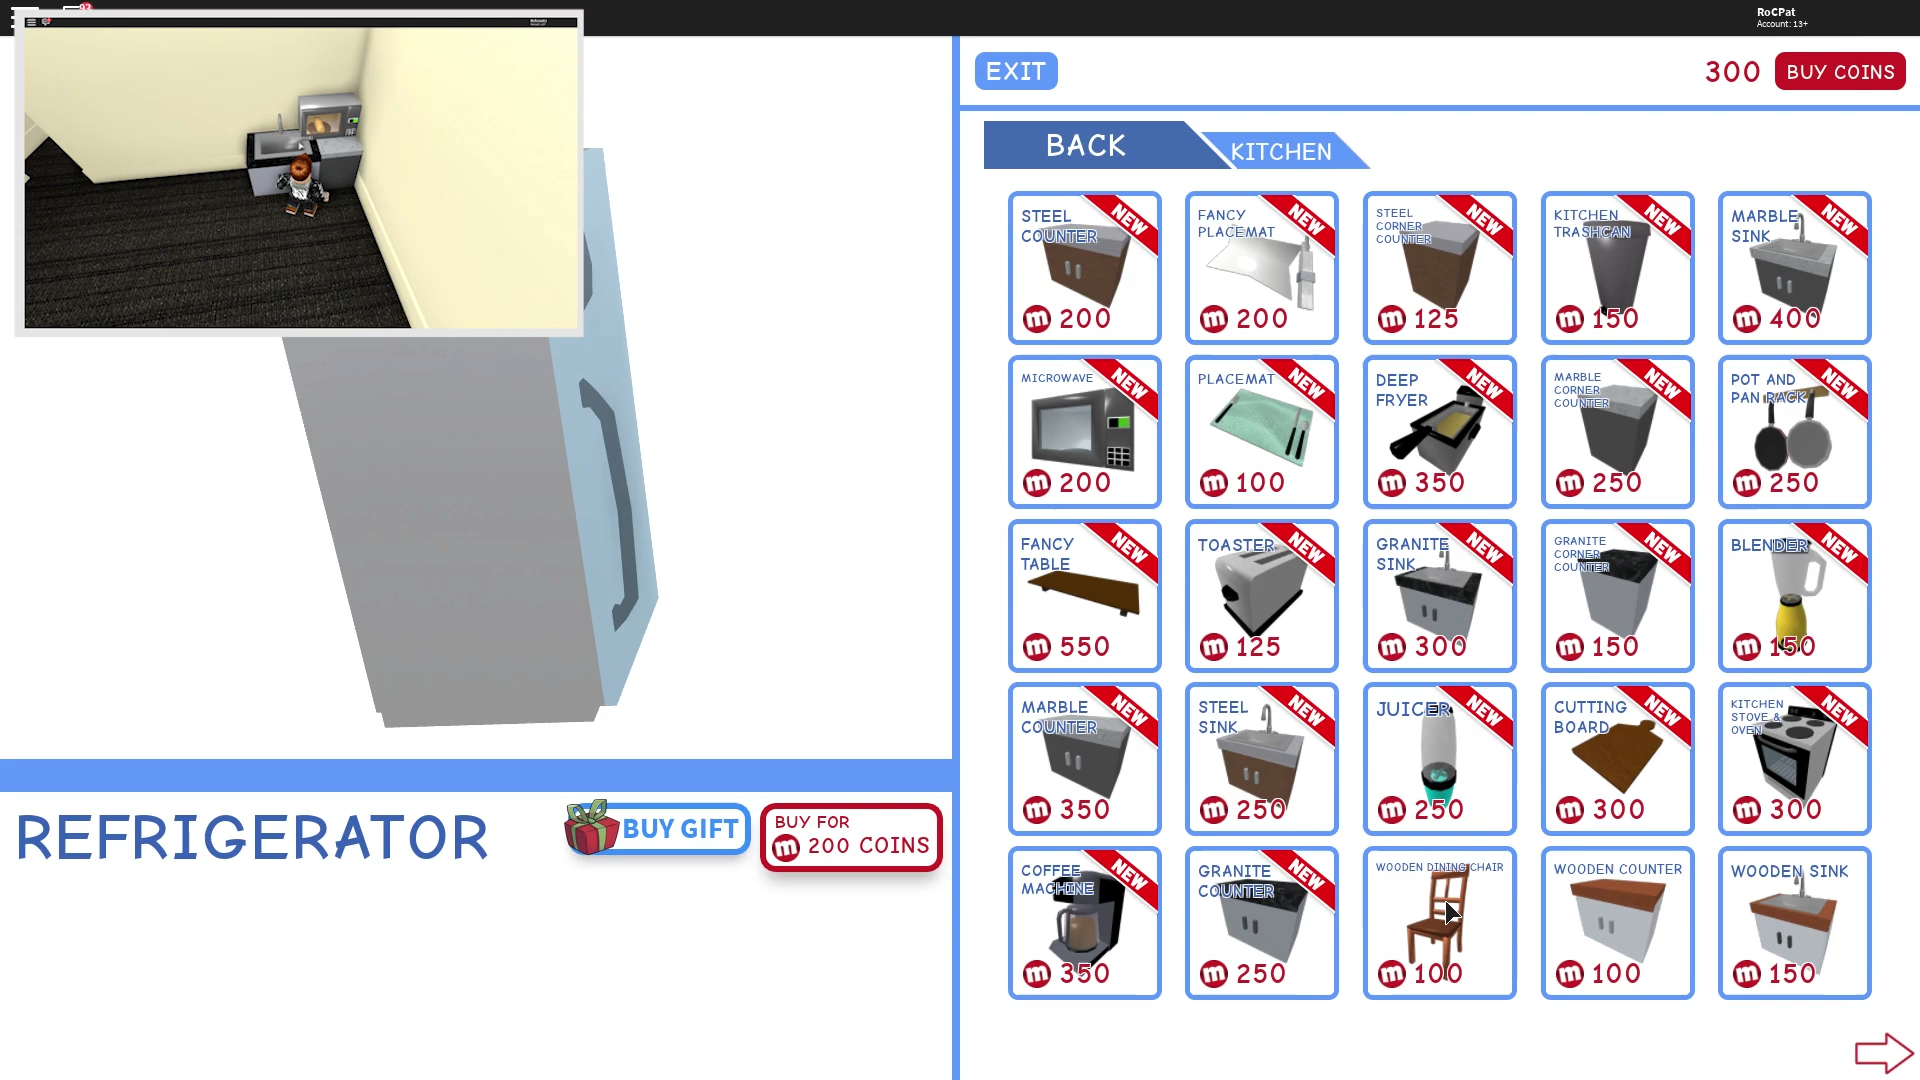 93
RoCPat
Account: 13+
EXIT
300
BUY COINS
BACK
KITCHEN
STEEL
COUNTER
NEW
m 200
FANCY
PLACEMAT
NEW
m 200
STEEL
CORNER
COUNTER
NEW
m 125
KITCHEN
TRASHCAN
NEW
m 150
MARBLE
SINK
NEW
m 400
MICROWAVE
NEW
m 200
PLACEMAT
NEW
m 100
DEEP
FRYER
NEW
m 350
MARBLE
CORNER
COUNTER
NEW
m 250
POT AND
PAN RACK
NEW
m 250
FANCY
TABLE
NEW
m 550
TOASTER
NEW
m 125
GRANITE
SINK
NEW
m 300
GRANITE
CORNER
COUNTER
NEW
m 150
BLENDER
NEW
m 150
MARBLE
COUNTER
NEW
m 350
STEEL
SINK
NEW
m 250
JUICER
NEW
m 250
CUTTING
BOARD
NEW
m 300
KITCHEN
STOVE &
OVEN
NEW
m 300
COFFEE
MACHINE
NEW
m 350
GRANITE
COUNTER
NEW
m 250
WOODEN DINING CHAIR
m 100
WOODEN COUNTER
m 100
WOODEN SINK
m 150
REFRIGERATOR
BUY GIFT
BUY FOR
m 200 COINS